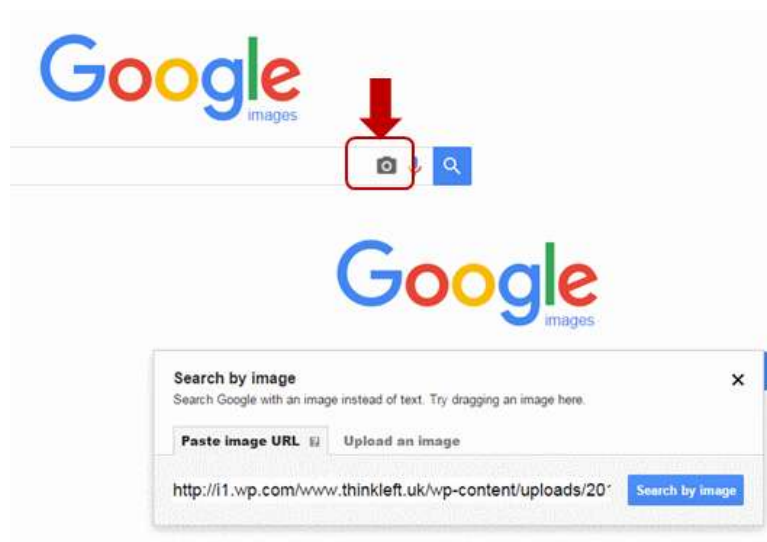 Google
images
Google
images
Search by image
Search Google with an image instead of text. Try dragging an image here.
Paste image URL
Upload an image
http://i1.wp.com/www.thinkleft.uk/wp-content/uploads/201
Search by image